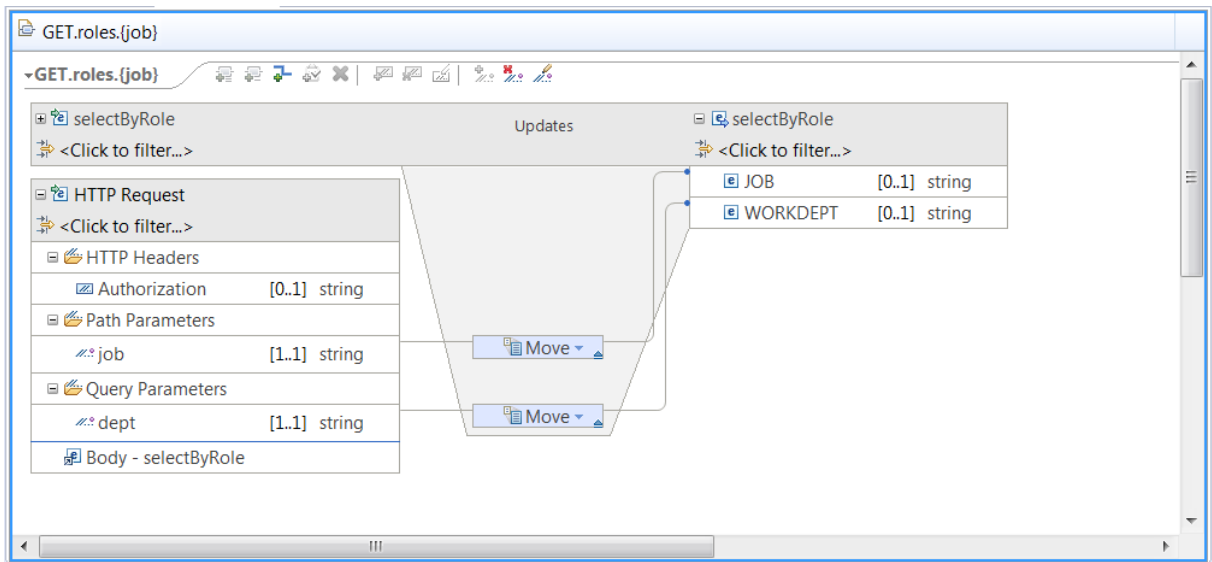 GET.roles.{job}
GET.roles.{job}
selectByRole
<Click to filter...>
Updates
selectByRole
<Click to filter...>
JOB [0..1] string
WORKDEPT [0..1] string
HTTP Request
<Click to filter...>
HTTP Headers
Authorization [0..1] string
Path Parameters
job [1..1] string
Move
Query Parameters
dept [1..1] string
Move
Body - selectByRole